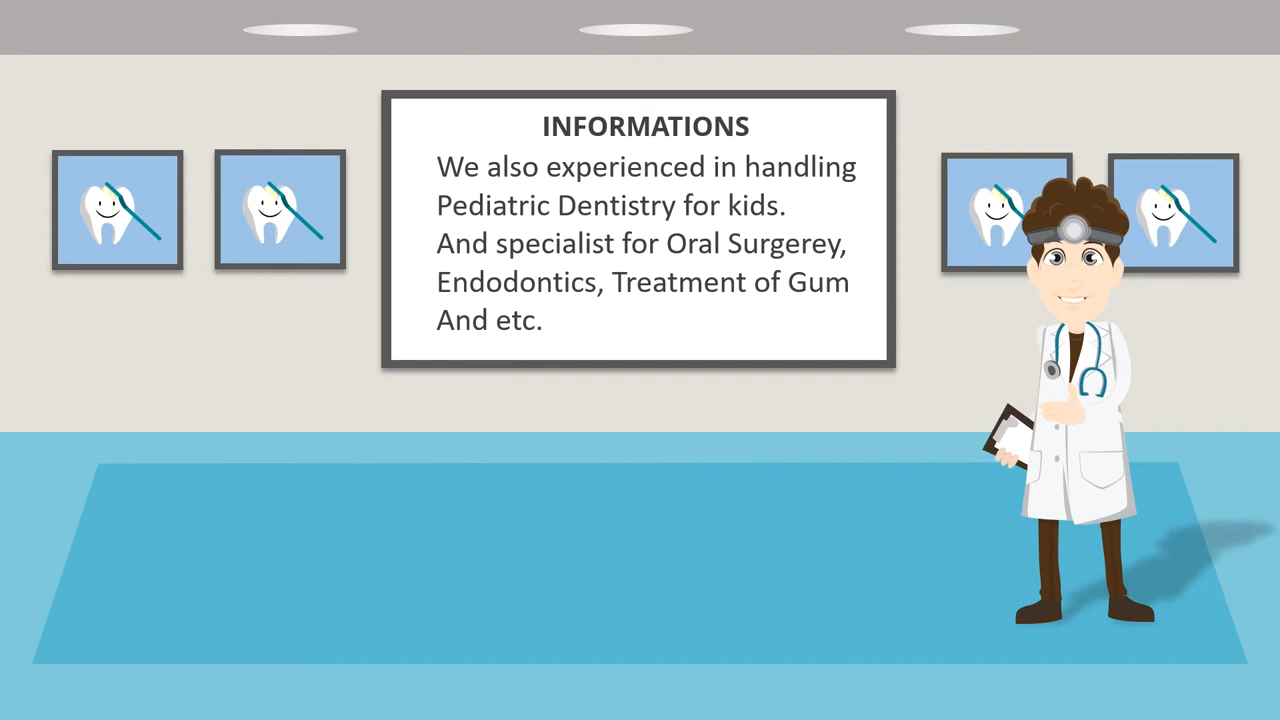 INFORMATIONS
We also experienced in handling
Pediatric Dentistry for kids.
And specialist for Oral Surgerey,
Endodontics, Treatment of Gum
And etc.